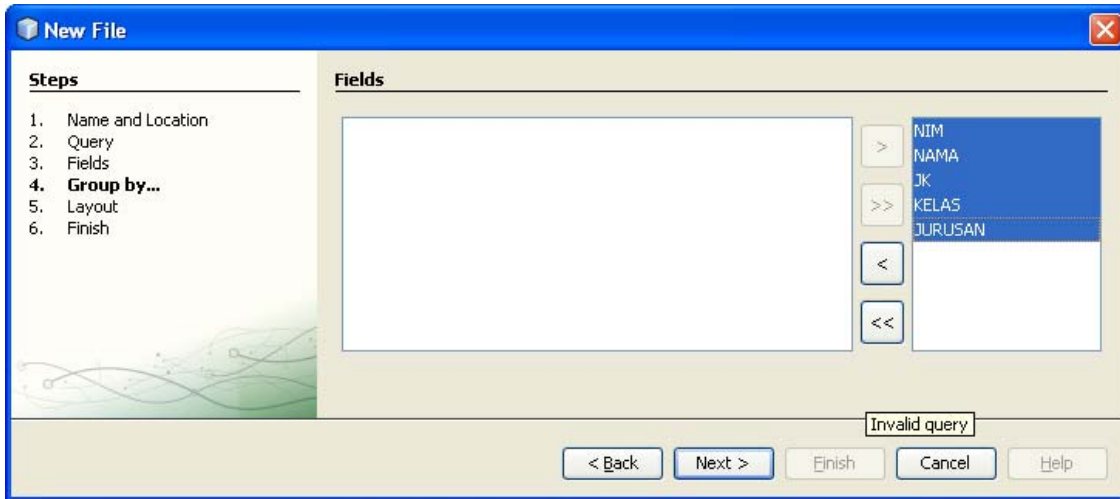 New File
Steps
1. Name and Location
2. Query
3. Fields
4. Group by...
5. Layout
6. Finish
Fields
>
>>
<
<<
NIM
NAMA
JK
KELAS
JURUSAN
Invalid query
< Back
Next >
Finish
Cancel
Help